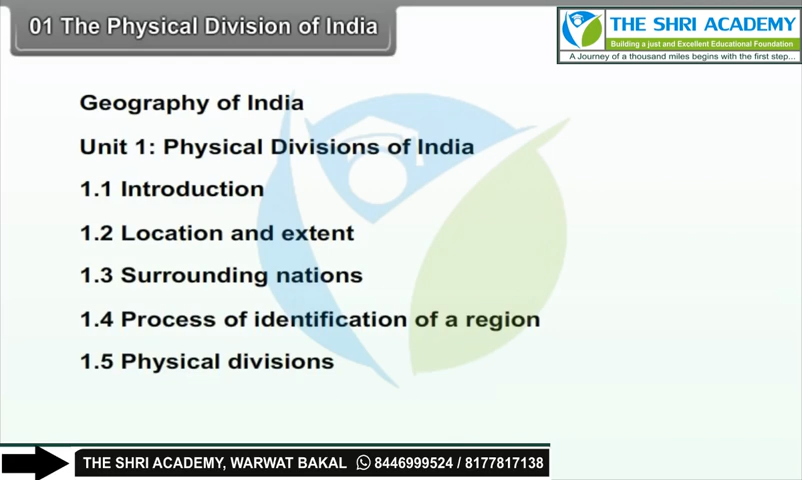 01 The Physical Division of India
THE SHRI ACADEMY
Building a just and Excellent Educational Foundation
A Journey of a thousand miles begins with the first step...
Geography of India
Unit 1: Physical Divisions of India
1.1 Introduction
1.2 Location and extent
1.3 Surrounding nations
1.4 Process of identification of a region
1.5 Physical divisions
THE SHRI ACADEMY, WARWAT BAKAL 8446999524 / 8177817138